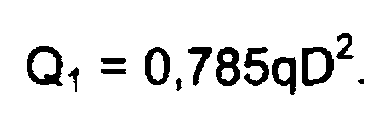 Q₁ = 0,785qD².